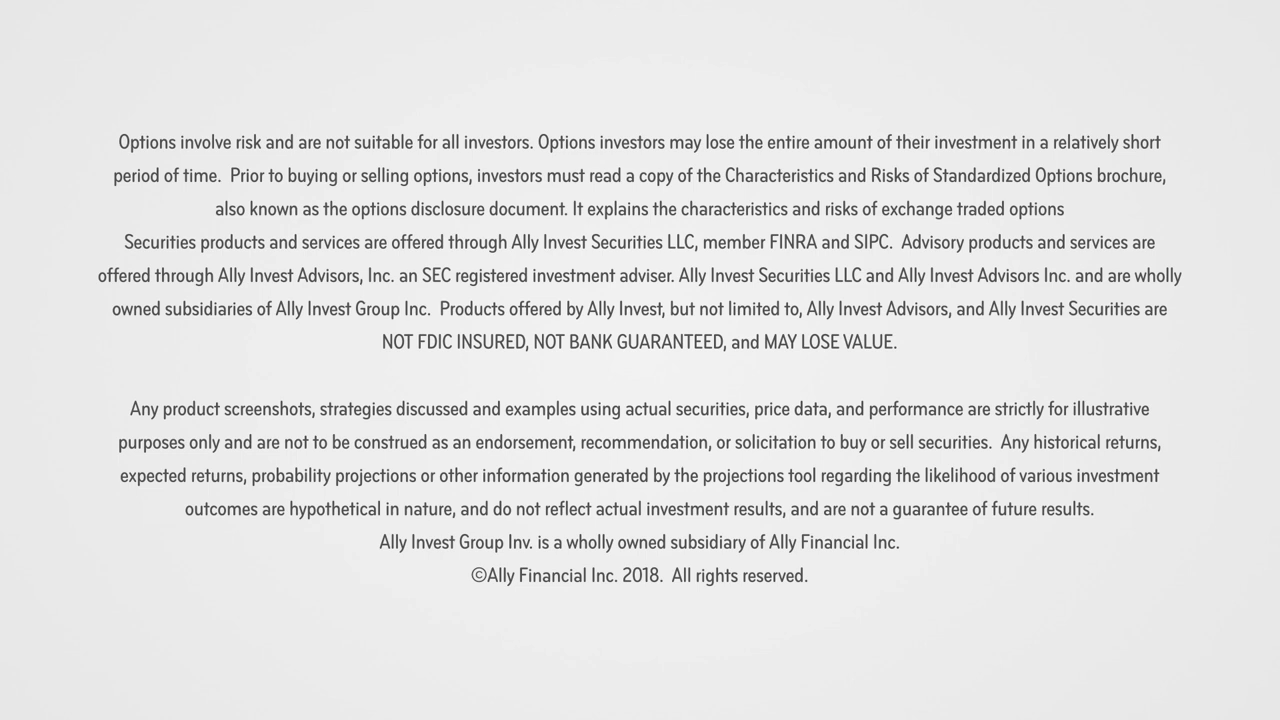 Options involve risk and are not suitable for all investors. Options investors may lose the entire amount of their investment in a relatively short
period of time.  Prior to buying or selling options, investors must read a copy of the Characteristics and Risks of Standardized Options brochure,
also known as the options disclosure document. It explains the characteristics and risks of exchange traded options
Securities products and services are offered through Ally Invest Securities LLC, member FINRA and SIPC.  Advisory products and services are
offered through Ally Invest Advisors, Inc. an SEC registered investment adviser. Ally Invest Securities LLC and Ally Invest Advisors Inc. and are wholly
owned subsidiaries of Ally Invest Group Inc.  Products offered by Ally Invest, but not limited to, Ally Invest Advisors, and Ally Invest Securities are
NOT FDIC INSURED, NOT BANK GUARANTEED, and MAY LOSE VALUE.
Any product screenshots, strategies discussed and examples using actual securities, price data, and performance are strictly for illustrative
purposes only and are not to be construed as an endorsement, recommendation, or solicitation to buy or sell securities.  Any historical returns,
expected returns, probability projections or other information generated by the projections tool regarding the likelihood of various investment
outcomes are hypothetical in nature, and do not reflect actual investment results, and are not a guarantee of future results.
Ally Invest Group Inv. is a wholly owned subsidiary of Ally Financial Inc.
©Ally Financial Inc. 2018.  All rights reserved.